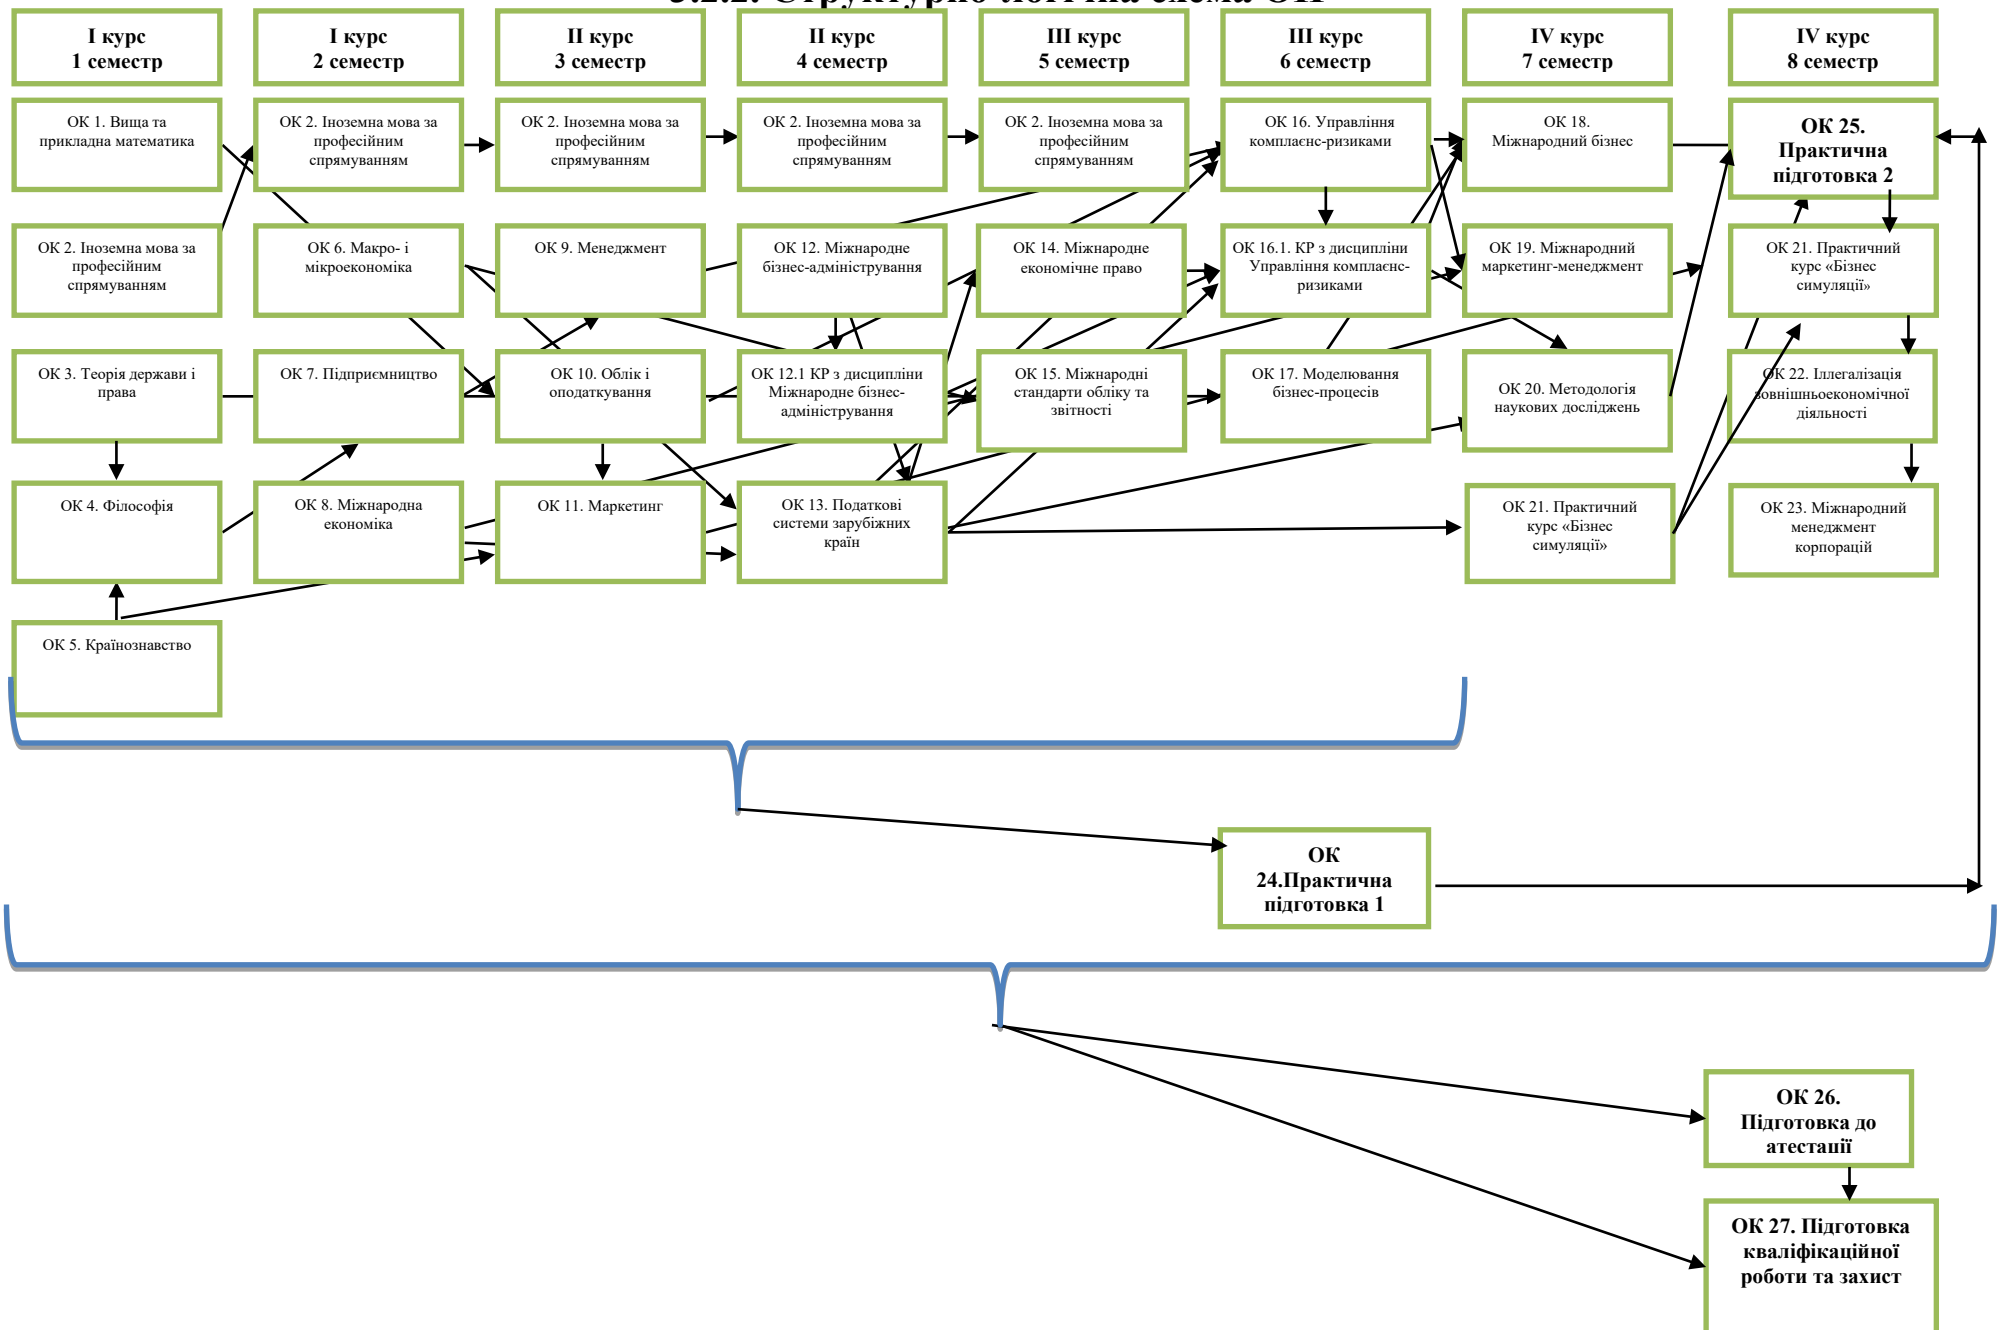 I курс
1 семестр
I курс
2 семестр
II курс
3 семестр
II курс
4 семестр
III курс
5 семестр
III курс
6 семестр
IV курс
7 семестр
IV курс
8 семестр
ОК 1. Вища та
прикладна математика
ОК 2. Іноземна мова за
професійним
спрямуванням
ОК 2. Іноземна мова за
професійним
спрямуванням
ОК 2. Іноземна мова за
професійним
спрямуванням
ОК 2. Іноземна мова за
професійним
спрямуванням
ОК 16. Управління
комплаєнс-ризиками
ОК 18.
Міжнародний бізнес
ОК 25.
Практична
підготовка 2
ОК 2. Іноземна мова за
професійним
спрямуванням
ОК 6. Макро- і
мікроекономіка
ОК 9. Менеджмент
ОК 12. Міжнародне
бізнес-адміністрування
ОК 14. Міжнародне
економічне право
ОК 16.1. КР з дисципліни
Управління комплаєнс-
ризиками
ОК 19. Міжнародний
маркетинг-менеджмент
ОК 21. Практичний
курс «Бізнес
симуляції»
ОК 3. Теорія держави і
права
ОК 7. Підприємництво
ОК 10. Облік і
оподаткування
ОК 12.1 КР з дисципліни
Міжнародне бізнес-
адміністрування
ОК 15. Міжнародні
стандарти обліку та
звітності
ОК 17. Моделювання
бізнес-процесів
ОК 20. Методологія
наукових досліджень
ОК 22. Іллегалізація
зовнішньоекономічної
діяльності
ОК 4. Філософія
ОК 8. Міжнародна
економіка
ОК 11. Маркетинг
ОК 13. Податкові
системи зарубіжних
країн
ОК 21. Практичний
курс «Бізнес
симуляції»
ОК 23. Міжнародний
менеджмент
корпорацій
ОК 5. Країнознавство
ОК
24.Практична
підготовка 1
ОК 26.
Підготовка до
атестації
ОК 27. Підготовка
кваліфікаційної
роботи та захист